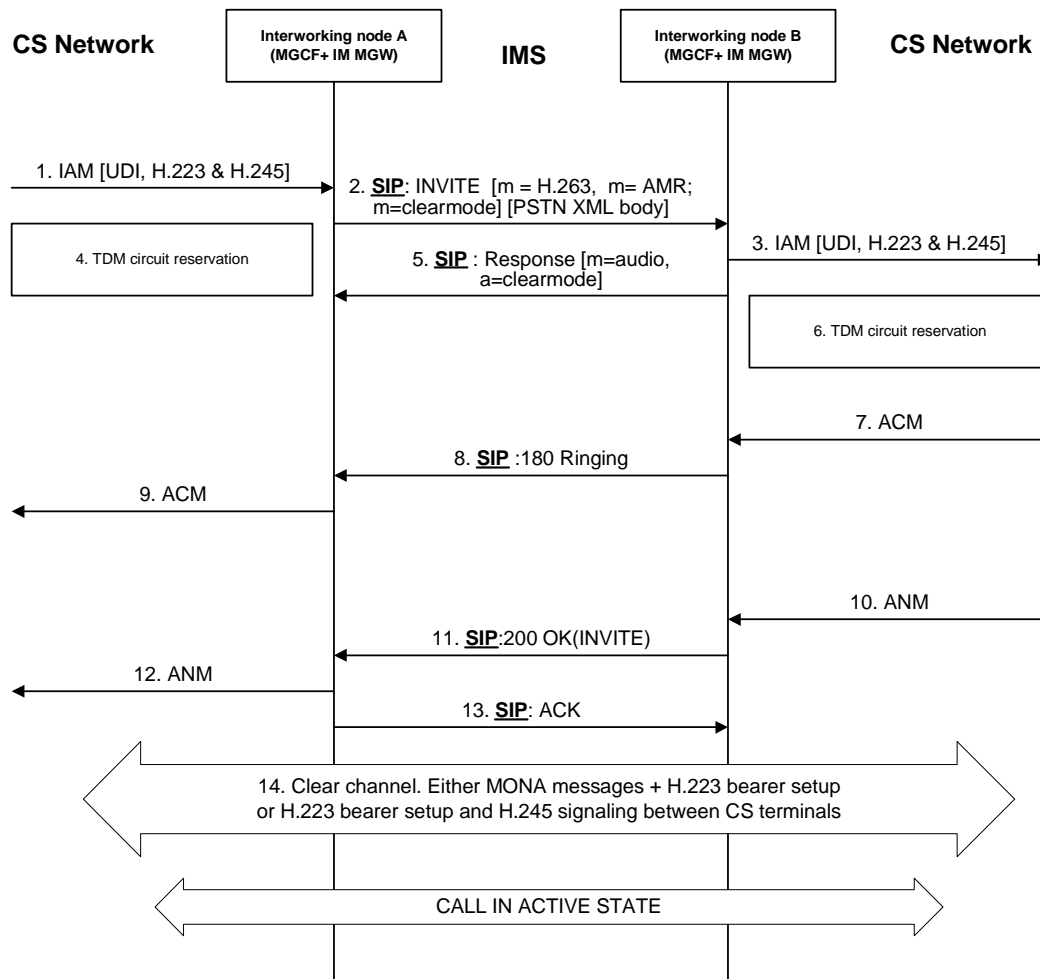 CS Network
Interworking node A
(MGCF+ IM MGW)
IMS
Interworking node B
(MGCF+ IM MGW)
CS Network
1. IAM [UDI, H.223 & H.245]
2. SIP: INVITE [m = H.263, m= AMR;
m=clearmode] [PSTN XML body]
3. IAM [UDI, H.223 & H.245]
4. TDM circuit reservation
5. SIP : Response [m=audio,
a=clearmode]
6. TDM circuit reservation
7. ACM
8. SIP :180 Ringing
9. ACM
10. ANM
11. SIP:200 OK(INVITE)
12. ANM
13. SIP: ACK
14. Clear channel. Either MONA messages + H.223 bearer setup
or H.223 bearer setup and H.245 signaling between CS terminals
CALL IN ACTIVE STATE